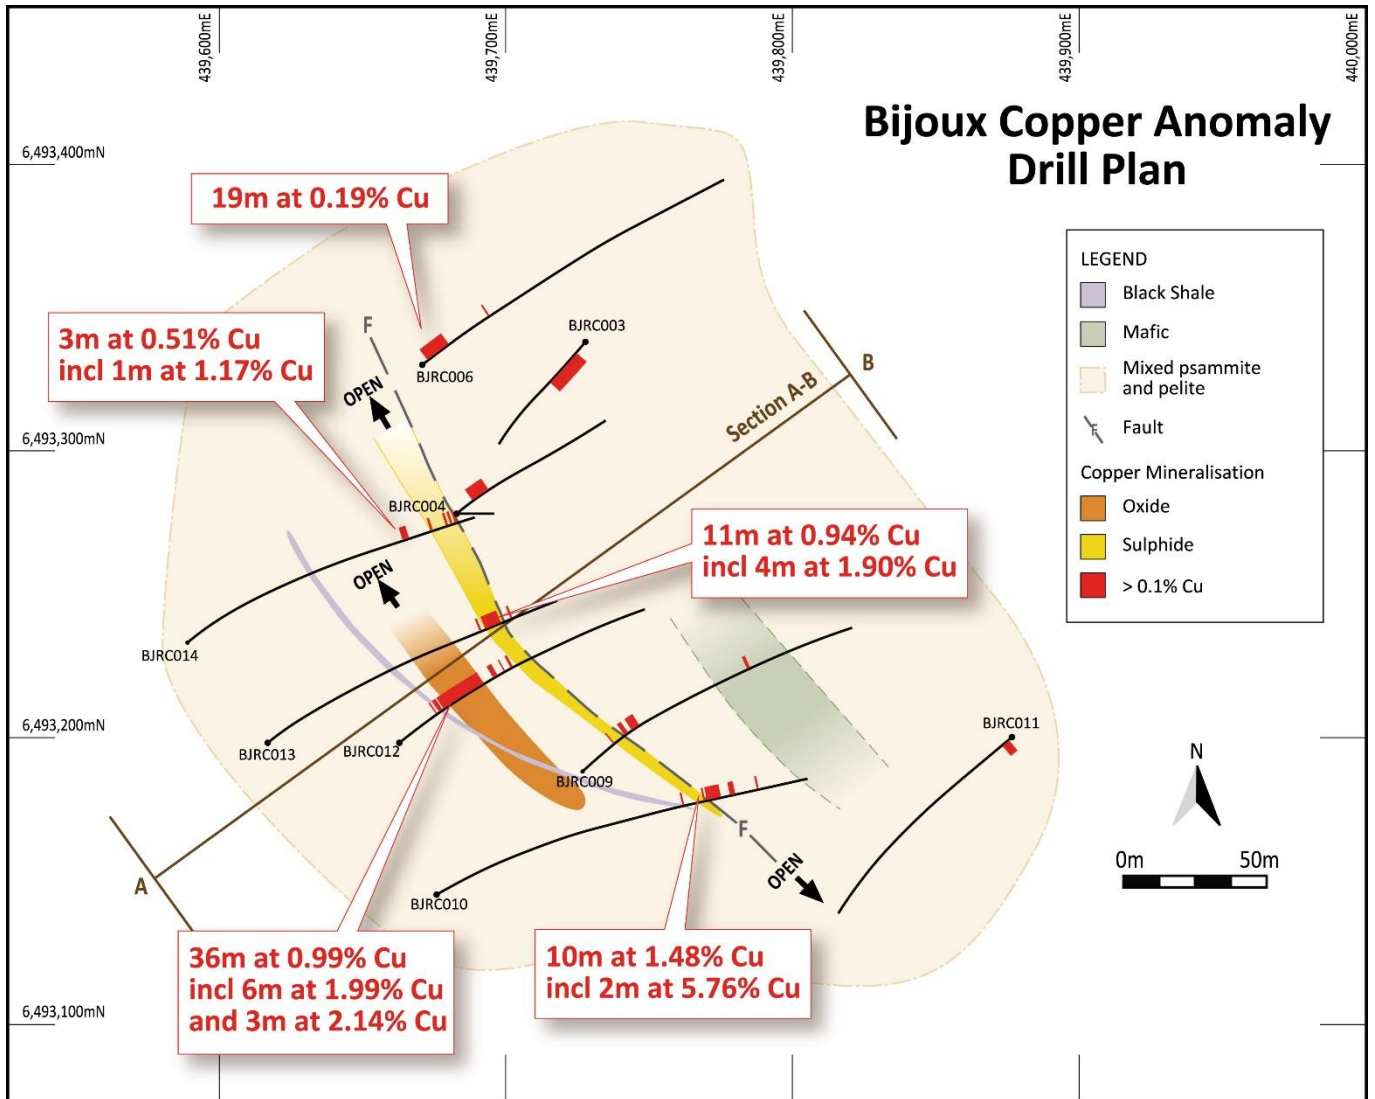 439,600mE
439,700mE
439,800mE
439,900mE
440,000mE
Bijoux Copper Anomaly
Drill Plan
6,493,400mN
6,493,300mN
6,493,200mN
6,493,100mN
19m at 0.19% Cu
3m at 0.51% Cu
incl 1m at 1.17% Cu
11m at 0.94% Cu
incl 4m at 1.90% Cu
36m at 0.99% Cu
incl 6m at 1.99% Cu
and 3m at 2.14% Cu
10m at 1.48% Cu
incl 2m at 5.76% Cu
F
OPEN
BJRC006
BJRC003
B
Section A-B
BJRC004
OPEN
BJRC014
BJRC013
BJRC012
BJRC009
BJRC011
F
OPEN
A
BJRC010
LEGEND
Black Shale
Mafic
Mixed psammite
and pelite
F
Fault
Copper Mineralisation
Oxide
Sulphide
> 0.1% Cu
N
0m
50m